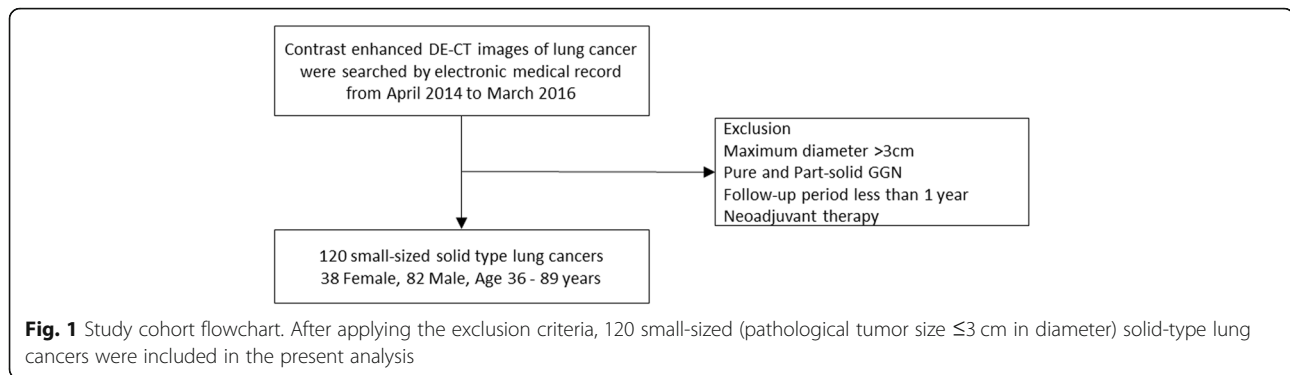 Contrast enhanced DE-CT images of lung cancer
were searched by electronic medical record
from April 2014 to March 2016
Exclusion
Maximum diameter >3cm
Pure and Part-solid GGN
Follow-up period less than 1 year
Neoadjuvant therapy
120 small-sized solid type lung cancers
38 Female, 82 Male, Age 36 - 89 years
Fig. 1 Study cohort flowchart. After applying the exclusion criteria, 120 small-sized (pathological tumor size ≤3 cm in diameter) solid-type lung
cancers were included in the present analysis